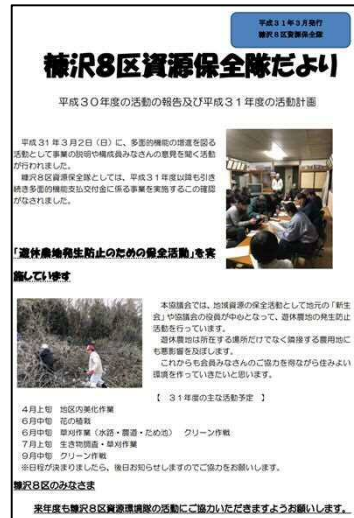 平成31年3月発行
糠沢8区資源保全隊
糠沢8区資源保全隊だより
平成30年度の活動の報告及び平成31年度の活動計画
平成31年3月2日（日）に、多面的機能の増進を図る
活動として事業の説明や構成員みなさんの意見を聞く活動
が行われました。
糠沢8区資源保全隊としては、平成31年度以降も引き
続き多面的機能支払交付金に係る事業を実施するこの確認
がなされました。
「遊休農地発生防止のための保全活動」を実
施しています
本協議会では、地域資源の保全活動として地元の「新生
会」や協議会の役員が中心となって、遊休農地の発生防止
活動を行っています。
遊休農地は所在する場所だけでなく隣接する農用地に
も悪影響を及ぼします。
これからも会員みなさんのご協力を得ながら住みよい
環境を作っていきたいと思います。
【 31年度の主な活動予定 】
4月上旬 地区内美化作業
6月中旬 花の植栽
6月中旬 草刈作業（水路・農道・ため池） クリーン作戦
7月上旬 生き物調査・草刈作業
9月中旬 クリーン作戦
※日程が決まりましたら、後日お知らせしますのでご協力をお願いします。
糠沢8区のみなさま
来年度も糠沢8区資源環境隊の活動にご協力いただきますようお願いします。